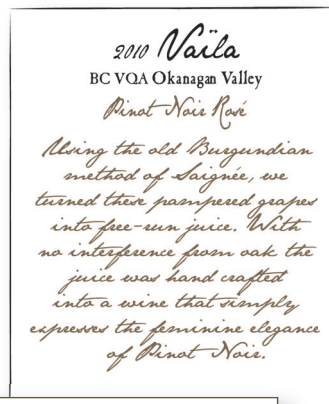 2010 Vaïla
BC VQA Okanagan Valley
Pinot Noir Rosé
Using the old Burgundian
method of Saignée, we
turned these pampered grapes
into free-run juice. With
no interference from oak the
juice was hand crafted
into a wine that simply
expresses the feminine elegance
of Pinot Noir.